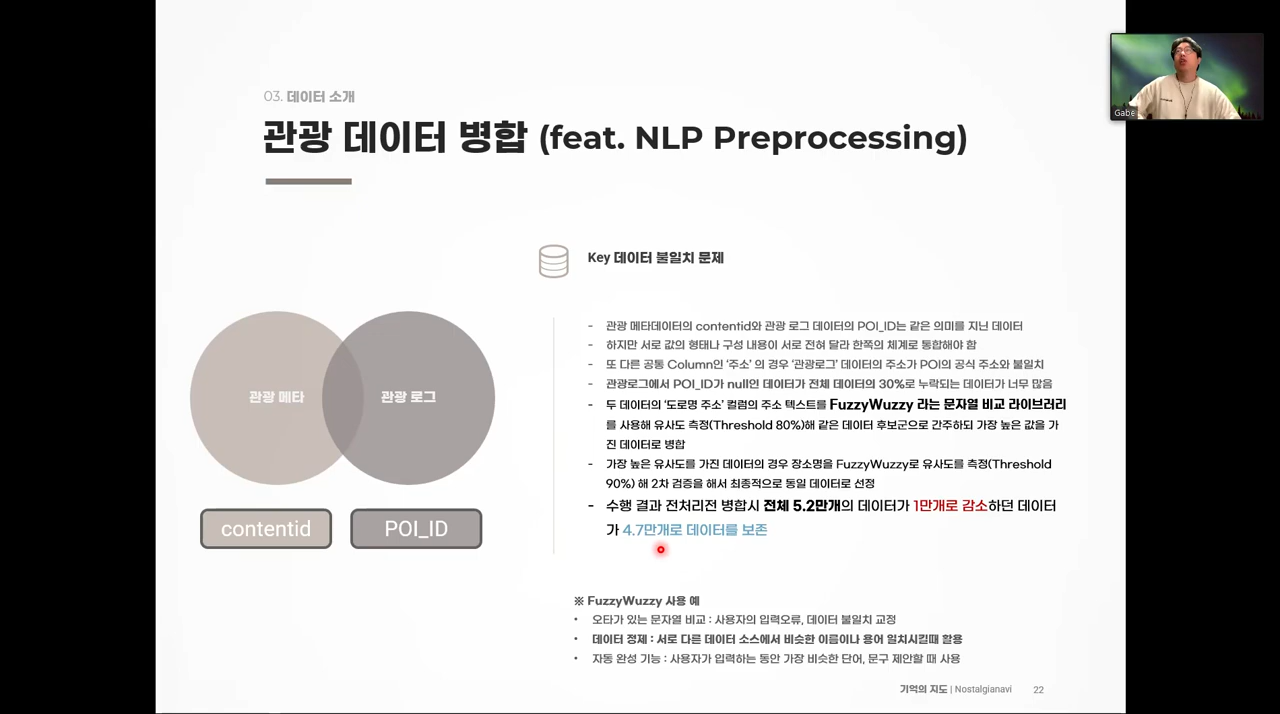 03. 데이터 소개
관광 데이터 병합 (feat. NLP Preprocessing)
Gabe
Key 데이터 불일치 문제
관광 메타
관광 로그
contentid
POI_ID
- 관광 메타데이터의 contentid와 관광 로그 데이터의 POI_ID는 같은 의미를 지닌 데이터
- 하지만 서로 값의 형태나 구성 내용이 서로 전혀 달라 한쪽의 체계로 통합해야 함
- 또 다른 공통 Column인 '주소' 의 경우 '관광로그' 데이터의 주소가 POI의 공식 주소와 불일치
- 관광로그에서 POI_ID가 null인 데이터가 전체 데이터의 30%로 누락되는 데이터가 너무 많음
- 두 데이터의 '도로명 주소' 컬럼의 주소 텍스트를 FuzzyWuzzy 라는 문자열 비교 라이브러리
를 사용해 유사도 측정(Threshold 80%)해 같은 데이터 후보군으로 간주하되 가장 높은 값을 가
진 데이터로 병합
- 가장 높은 유사도를 가진 데이터의 경우 장소명을 FuzzyWuzzy로 유사도를 측정(Threshold
90%) 해 2차 검증을 해서 최종적으로 동일 데이터로 선정
- 수행 결과 전처리전 병합시 전체 5.2만개의 데이터가 1만개로 감소하던 데이터
가 4.7만개로 데이터를 보존
※ FuzzyWuzzy 사용 예
• 오타가 있는 문자열 비교 : 사용자의 입력오류, 데이터 불일치 교정
• 데이터 정제 : 서로 다른 데이터 소스에서 비슷한 이름이나 용어 일치시킬때 활용
• 자동 완성 기능 : 사용자가 입력하는 동안 가장 비슷한 단어, 문구 제안할 때 사용
기억의 지도 | Nostalgianavi 22